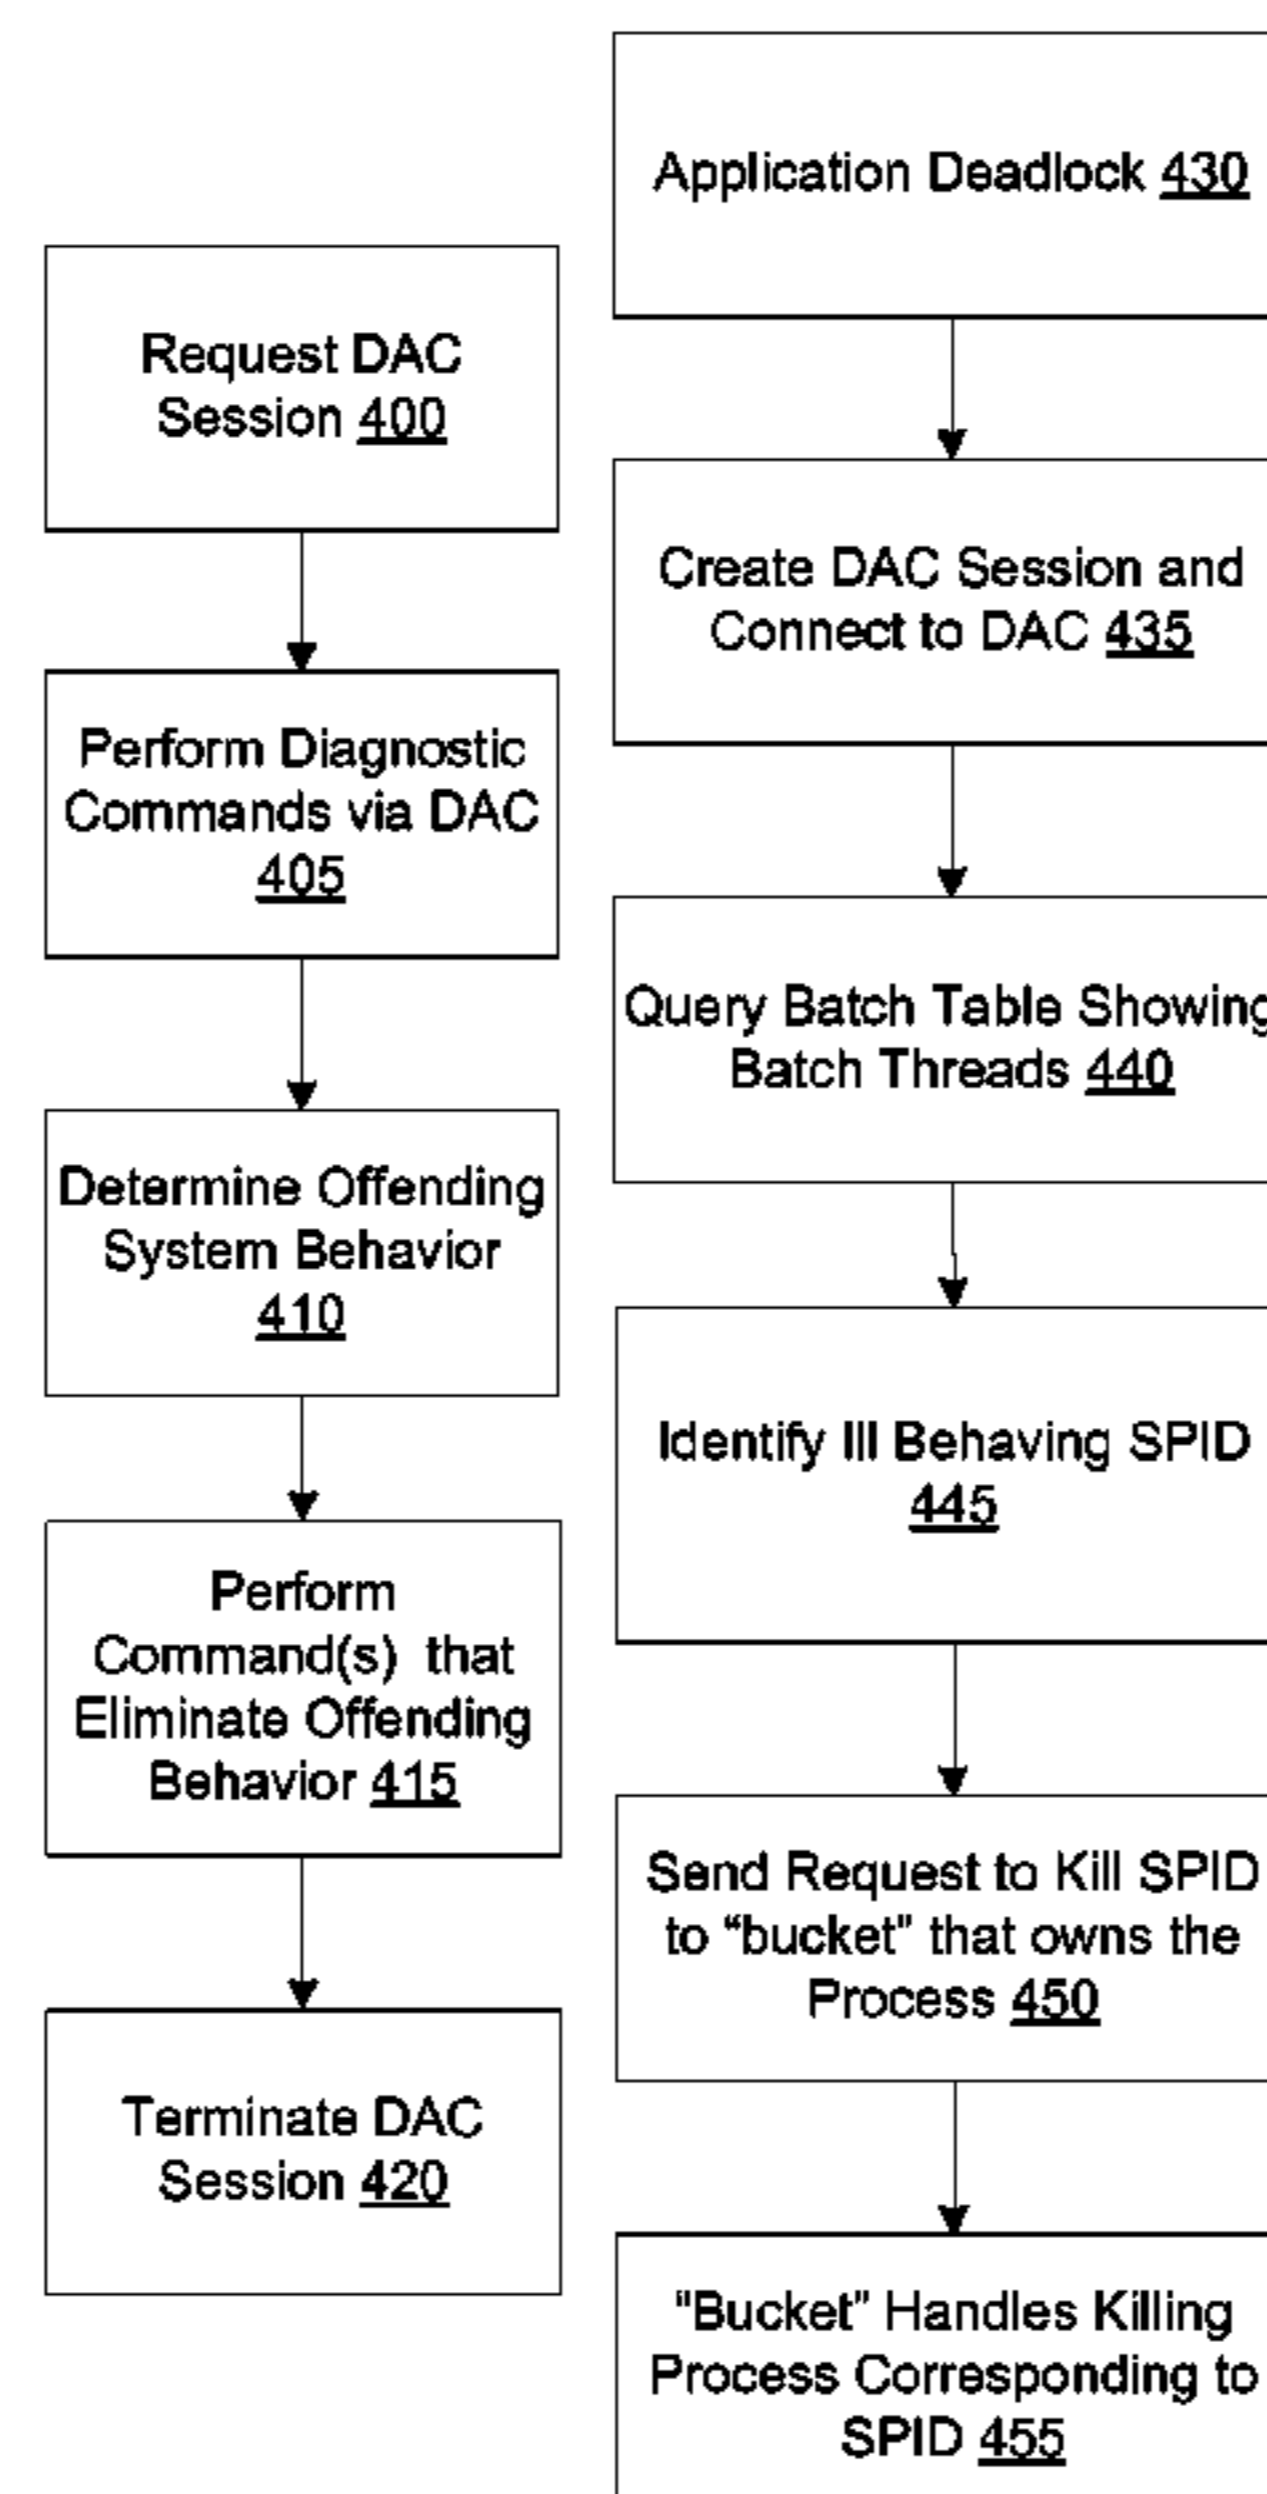 Request DAC
Session 400
Perform Diagnostic
Commands via DAC
405
Determine Offending
System Behavior
410
Perform
Command(s) that
Eliminate Offending
Behavior 415
Terminate DAC
Session 420
Application Deadlock 430
Create DAC Session and
Connect to DAC 435
Query Batch Table Showing
Batch Threads 440
Identify Ill Behaving SPID
445
Send Request to Kill SPID
to “bucket” that owns the
Process 450
“Bucket” Handles Killing
Process Corresponding to
SPID 455